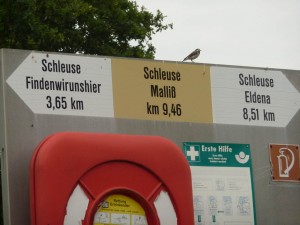 Schleuse
Findenwirunshier
3,65 km
Schleuse
Malliß
km 9,46
Schleuse
Eldena
8,51 km
Erste Hilfe